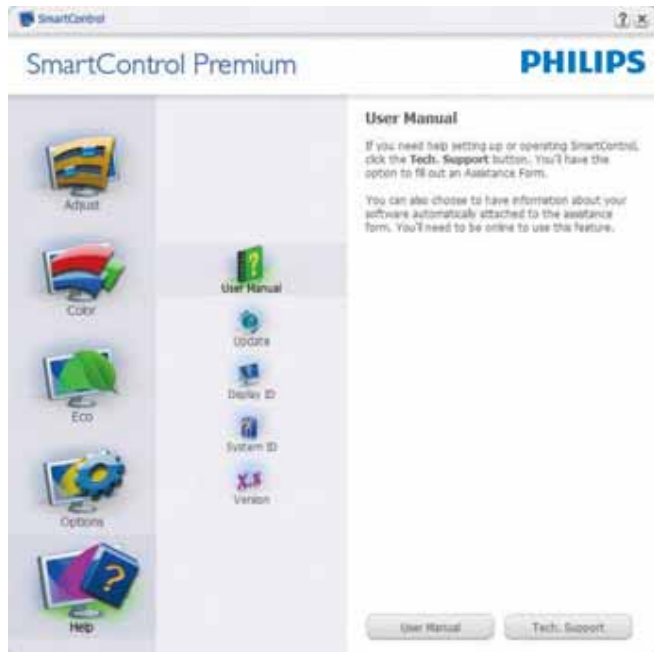 SmartControl
? ×
SmartControl Premium
PHILIPS
Adjust
Color
Eco
Options
Help
User Manual
Update
Display ID
System ID
X.X
Version
User Manual
If you need help setting up or operating SmartControl,
click the Tech. Support button. You'll have the
option to fill out an Assistance Form.
You can also choose to have information about your
software automatically attached to the assistance
form. You'll need to be online to use this feature.
User Manual
Tech. Support